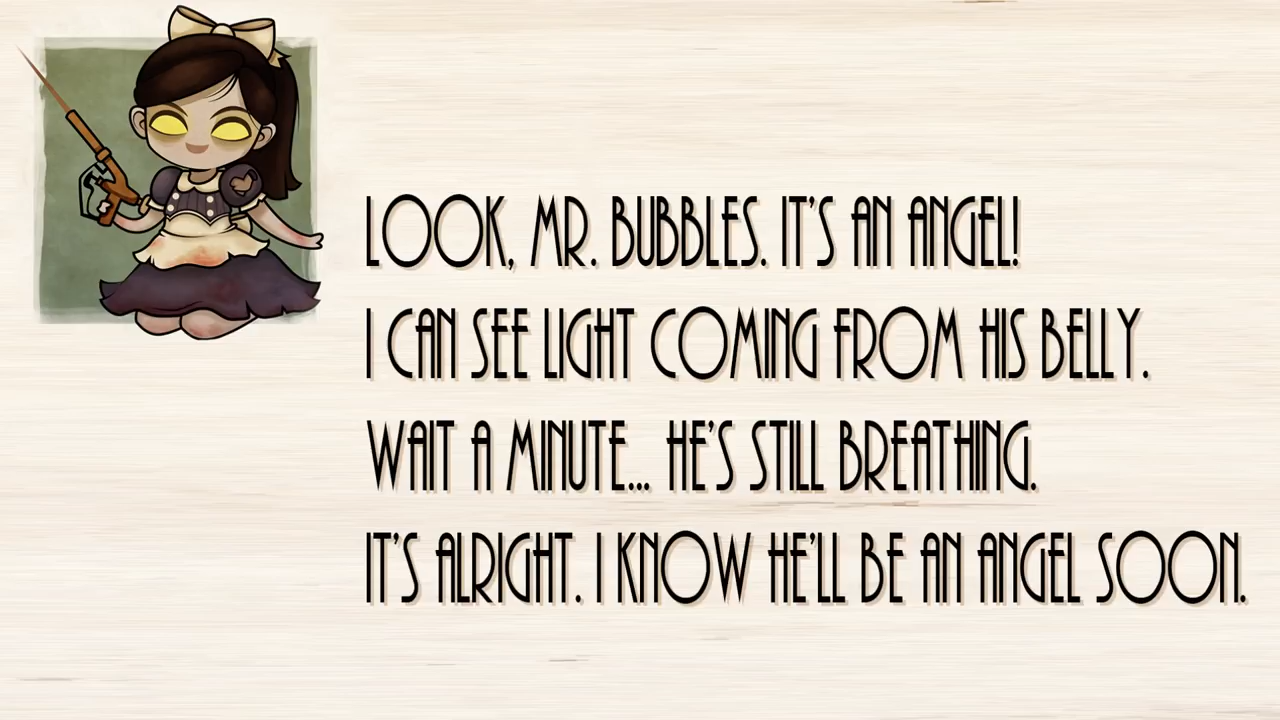 LOOK, MR. BUBBLES. IT'S AN ANGEL!
I CAN SEE LIGHT COMING FROM HIS BELLY.
WAIT A MINUTE... HE'S STILL BREATHING.
IT'S ALRIGHT. I KNOW HE'LL BE AN ANGEL SOON.